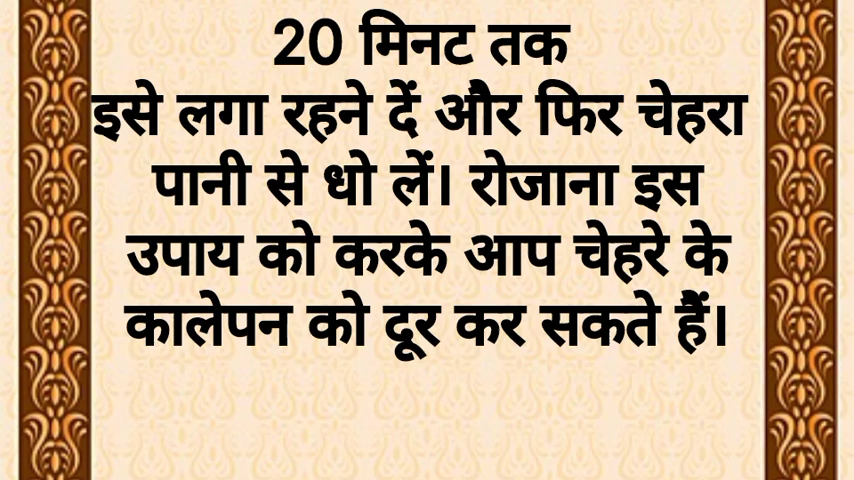 20 मिनट तक
इसे लगा रहने दें और फिर चेहरा
पानी से धो लें। रोजाना इस
उपाय को करके आप चेहरे के
कालेपन को दूर कर सकते हैं।